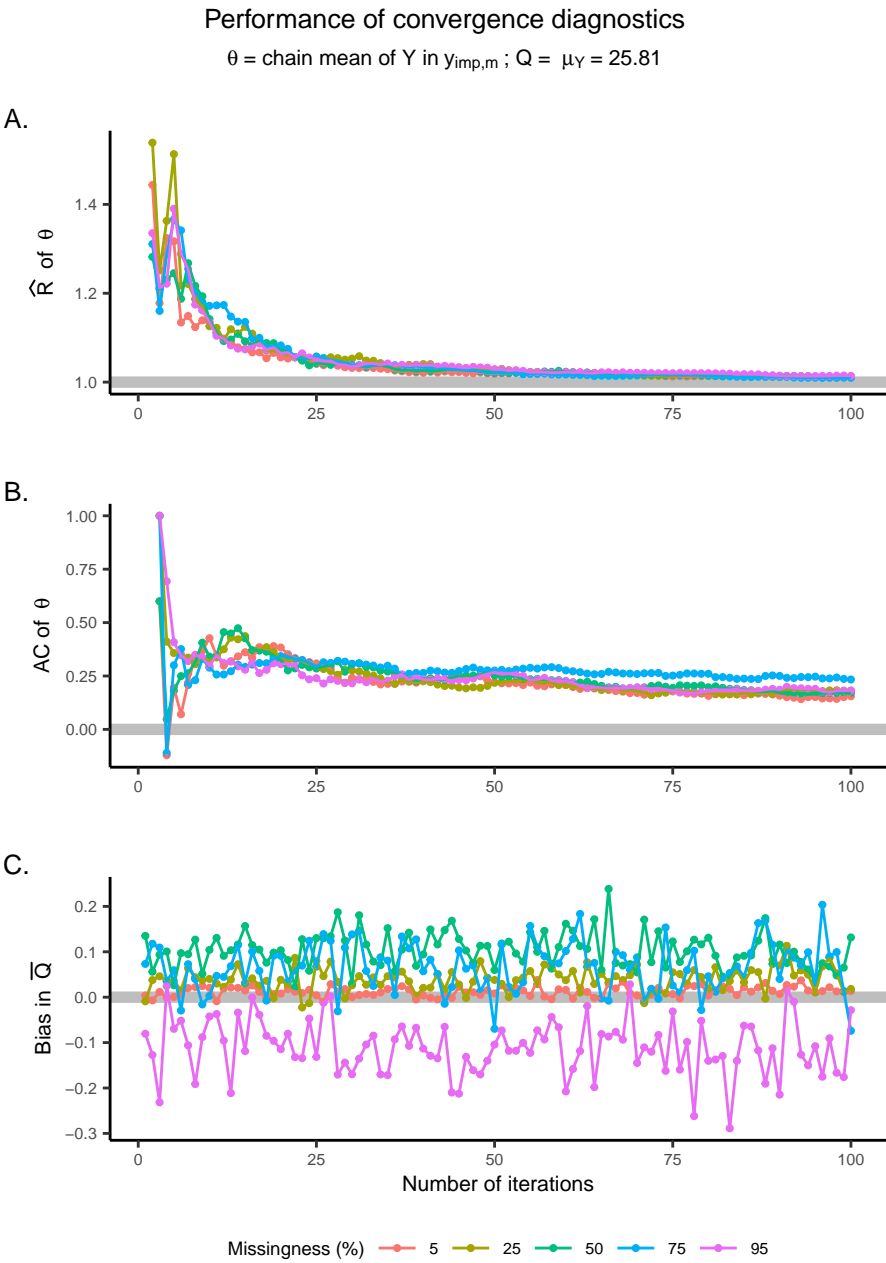 Performance of convergence diagnostics
θ = chain mean of Y in y_imp,m ; Q = μ_Y = 25.81
A.
R̂ of θ
1.4
1.2
1.0
0 25 50 75 100
B.
AC of θ
1.00
0.75
0.50
0.25
0.00
0 25 50 75 100
C.
Bias in Q̅
0.2
0.1
0.0
−0.1
−0.2
−0.3
0 25 50 75 100
Number of iterations
Missingness (%) 5 25 50 75 95